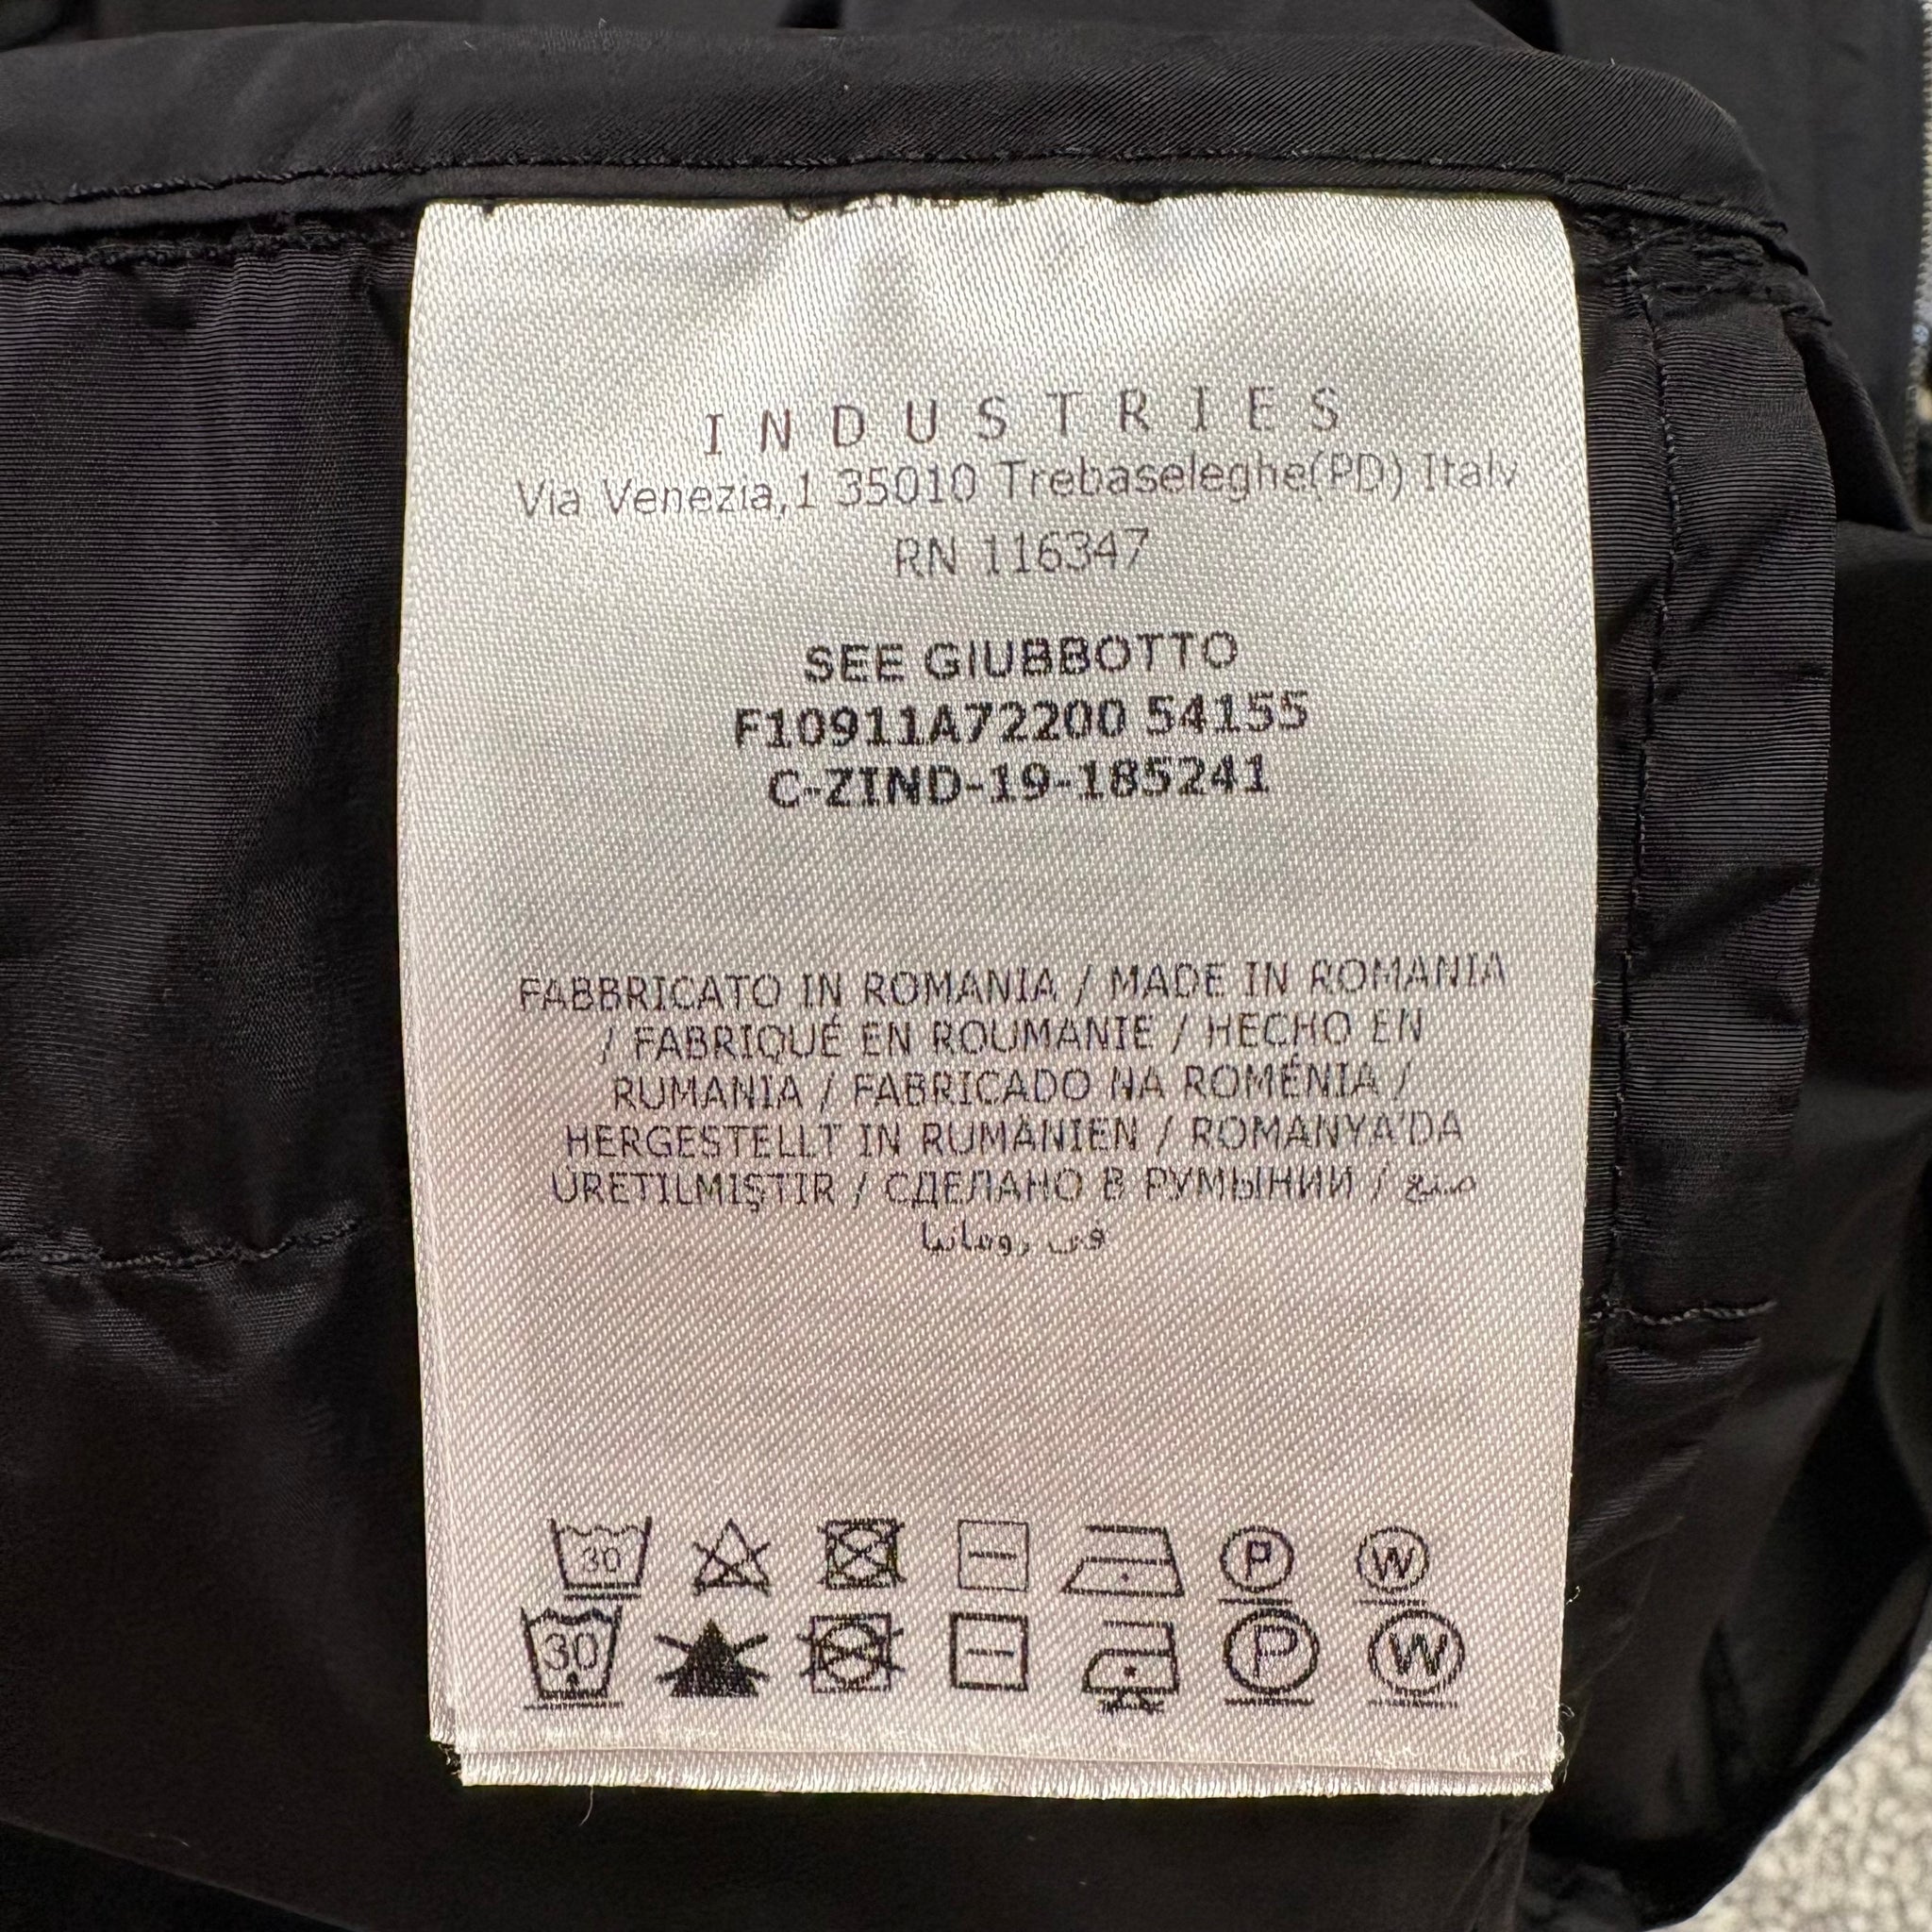 INDUSTRIES
Via Venezia,1 35010 Trebaseleghe(PD) Italy
RN 116347
SEE GIUBBOTTO
F10911A72200 54155
C-ZIND-19-185241
FABBRICATO IN ROMANIA / MADE IN ROMANIA
/ FABRIQUÉ EN ROUMANIE / HECHO EN
RUMANIA / FABRICADO NA ROMÉNIA /
HERGESTELLT IN RUMÄNIEN / ROMANYA'DA
ÜRETILMIŞTIR / СДЕЛАНО В РУМЫНИИ / صنع
في رومانيا
30 P W
30 P W